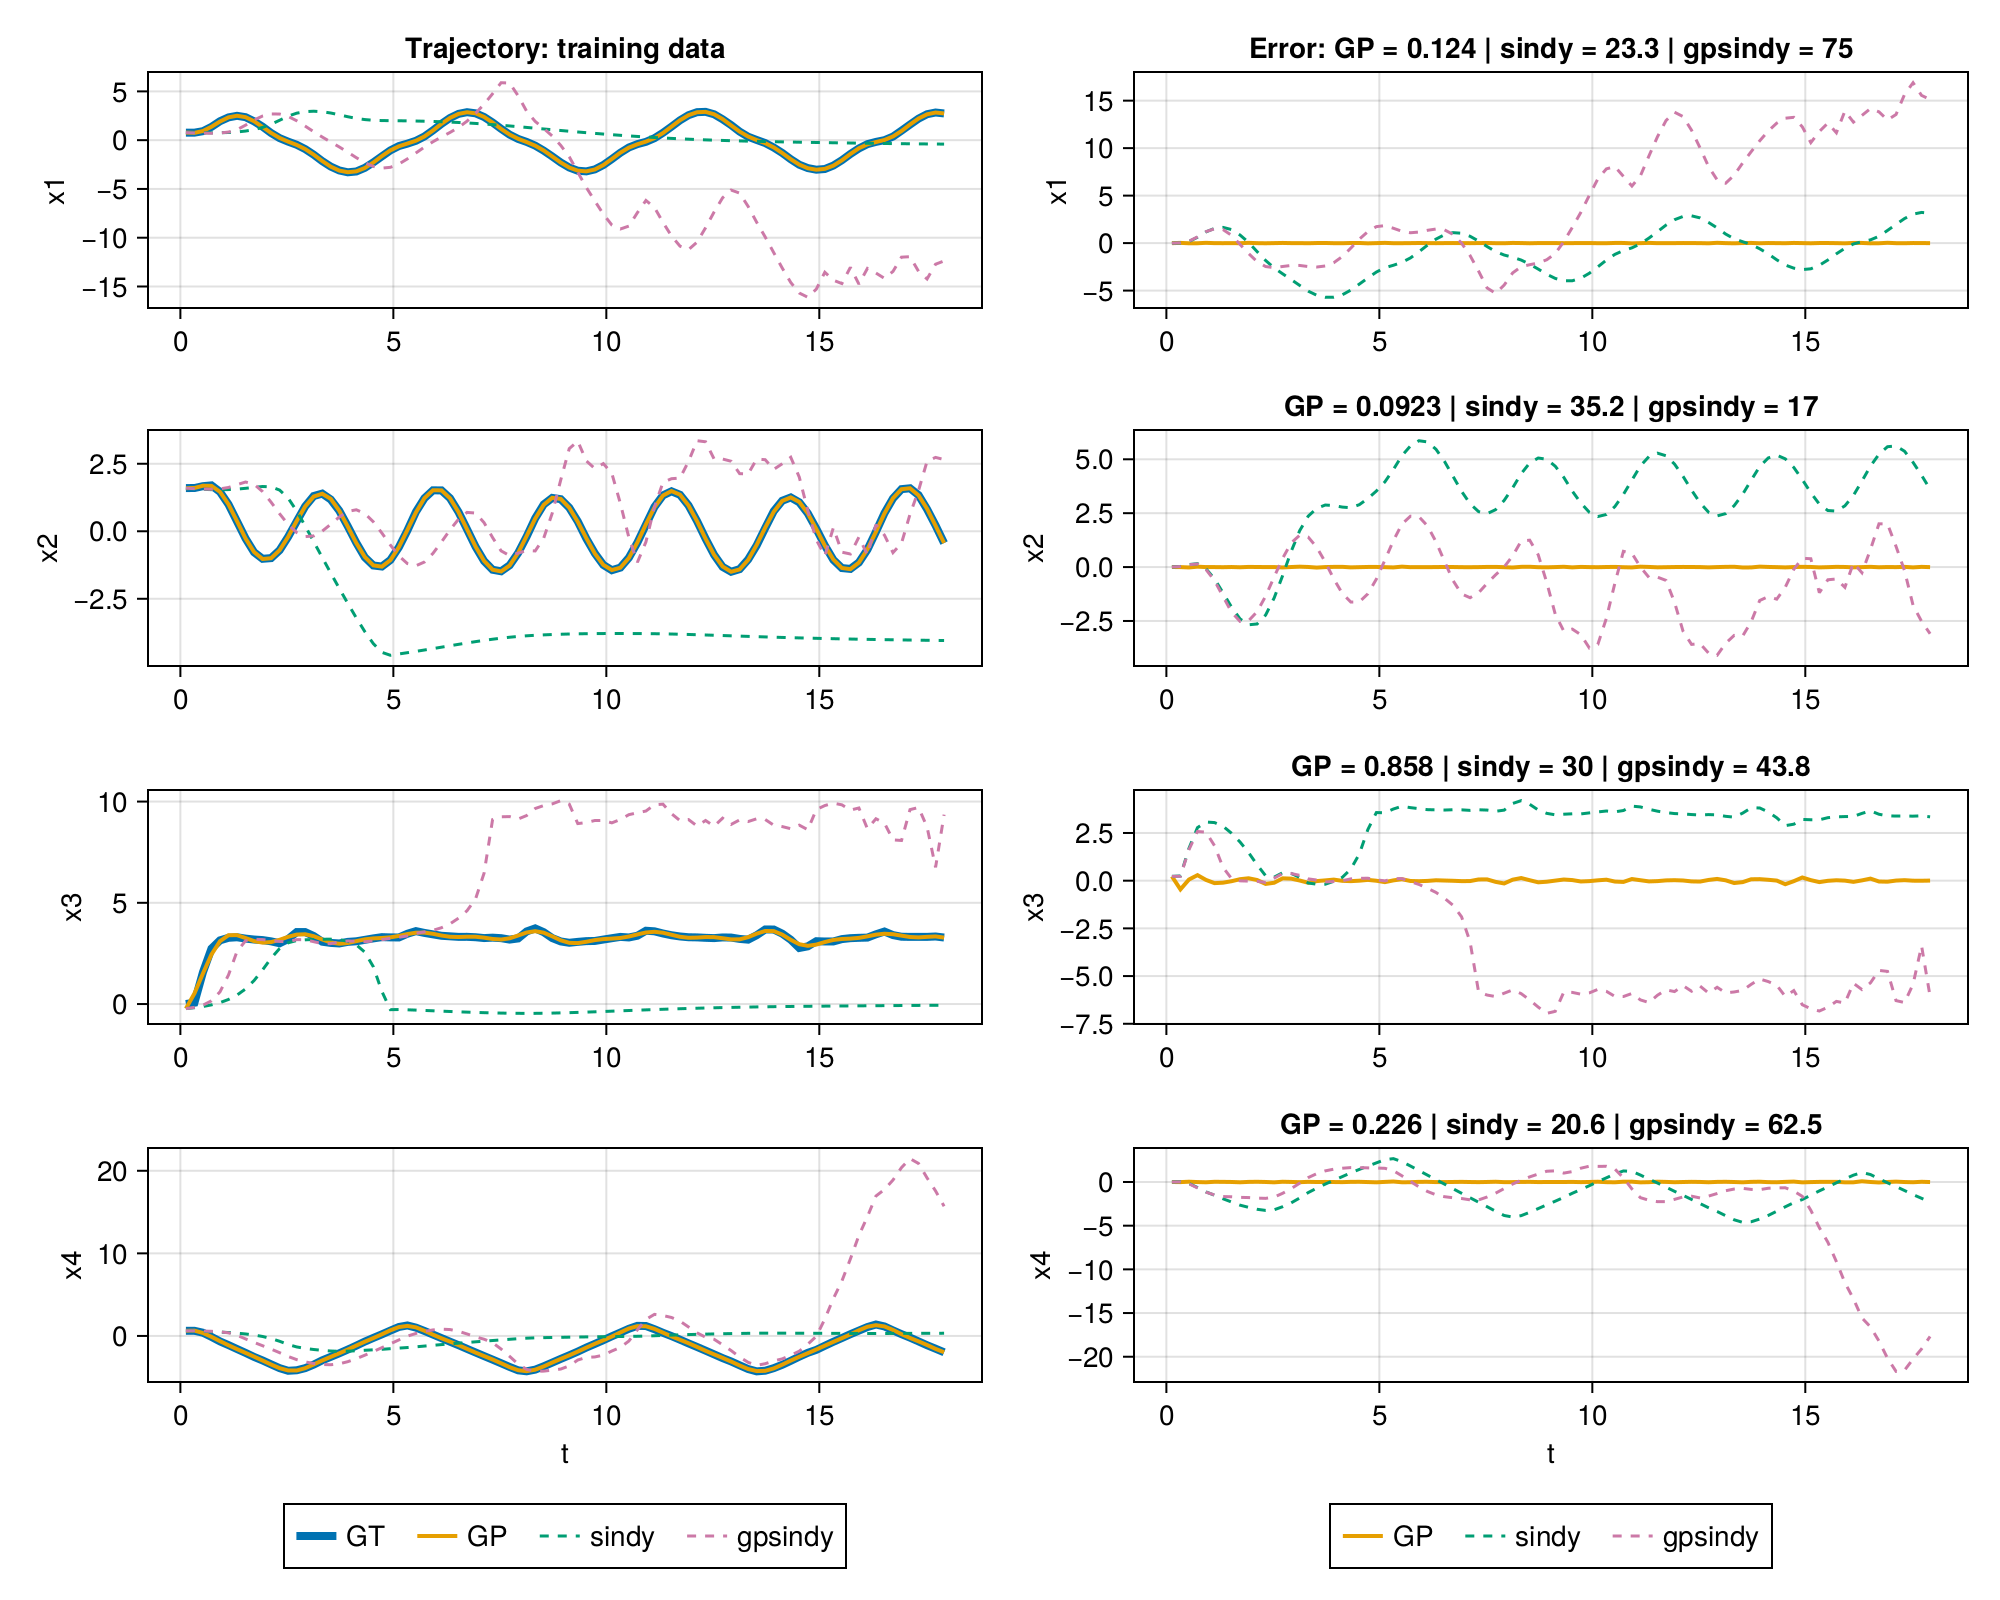 Trajectory: training data
Error: GP = 0.124 | sindy = 23.3 | gpsindy = 75
5
0
−5
−10
−15
x1
0 5 10 15
15
10
5
0
−5
x1
0 5 10 15
GP = 0.0923 | sindy = 35.2 | gpsindy = 17
2.5
0.0
−2.5
x2
0 5 10 15
5.0
2.5
0.0
−2.5
x2
0 5 10 15
GP = 0.858 | sindy = 30 | gpsindy = 43.8
10
5
0
x3
0 5 10 15
2.5
0.0
−2.5
−5.0
−7.5
x3
0 5 10 15
GP = 0.226 | sindy = 20.6 | gpsindy = 62.5
20
10
0
x4
0 5 10 15
t
0
−5
−10
−15
−20
x4
0 5 10 15
t
GT GP sindy gpsindy
GP sindy gpsindy